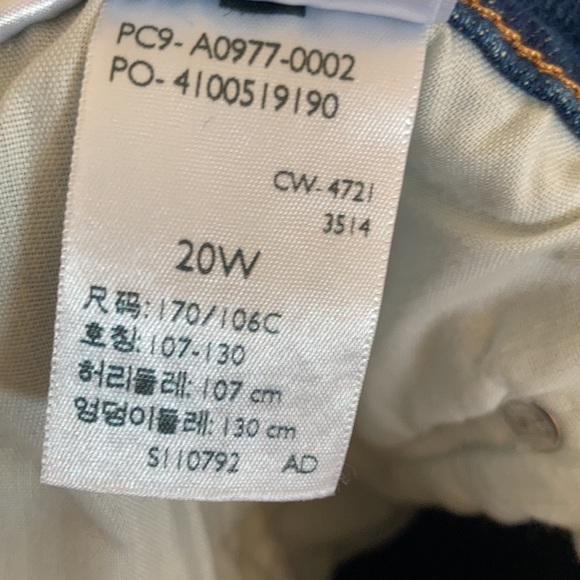 PC9- A0977-0002
PO- 4100519190
CW- 4721
3514
20W
尺码: 170/106C
호칭: 107-130
허리둘레: 107 cm
엉덩이둘레: 130 cm
S110792 AD